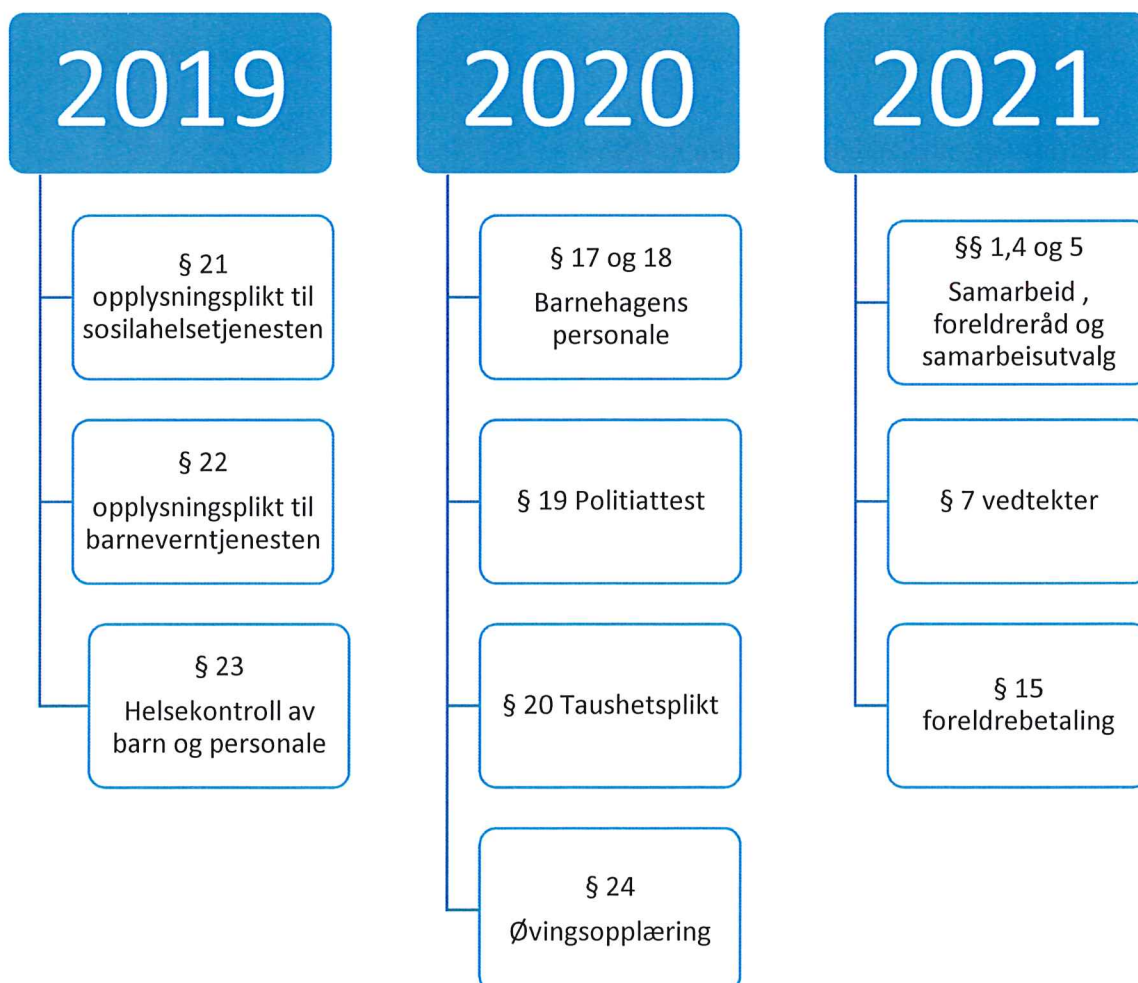 2019
§ 21
opplysningsplikt til
sosilahelsetjenesten
§ 22
opplysningsplikt til
barneverntjenesten
§ 23
Helsekontroll av
barn og personale
2020
§ 17 og 18
Barnehagens
personale
§ 19 Politiattest
§ 20 Taushetsplikt
§ 24
Øvingsopplæring
2021
§§ 1,4 og 5
Samarbeid ,
foreldreråd og
samarbeisutvalg
§ 7 vedtekter
§ 15
foreldrebetaling